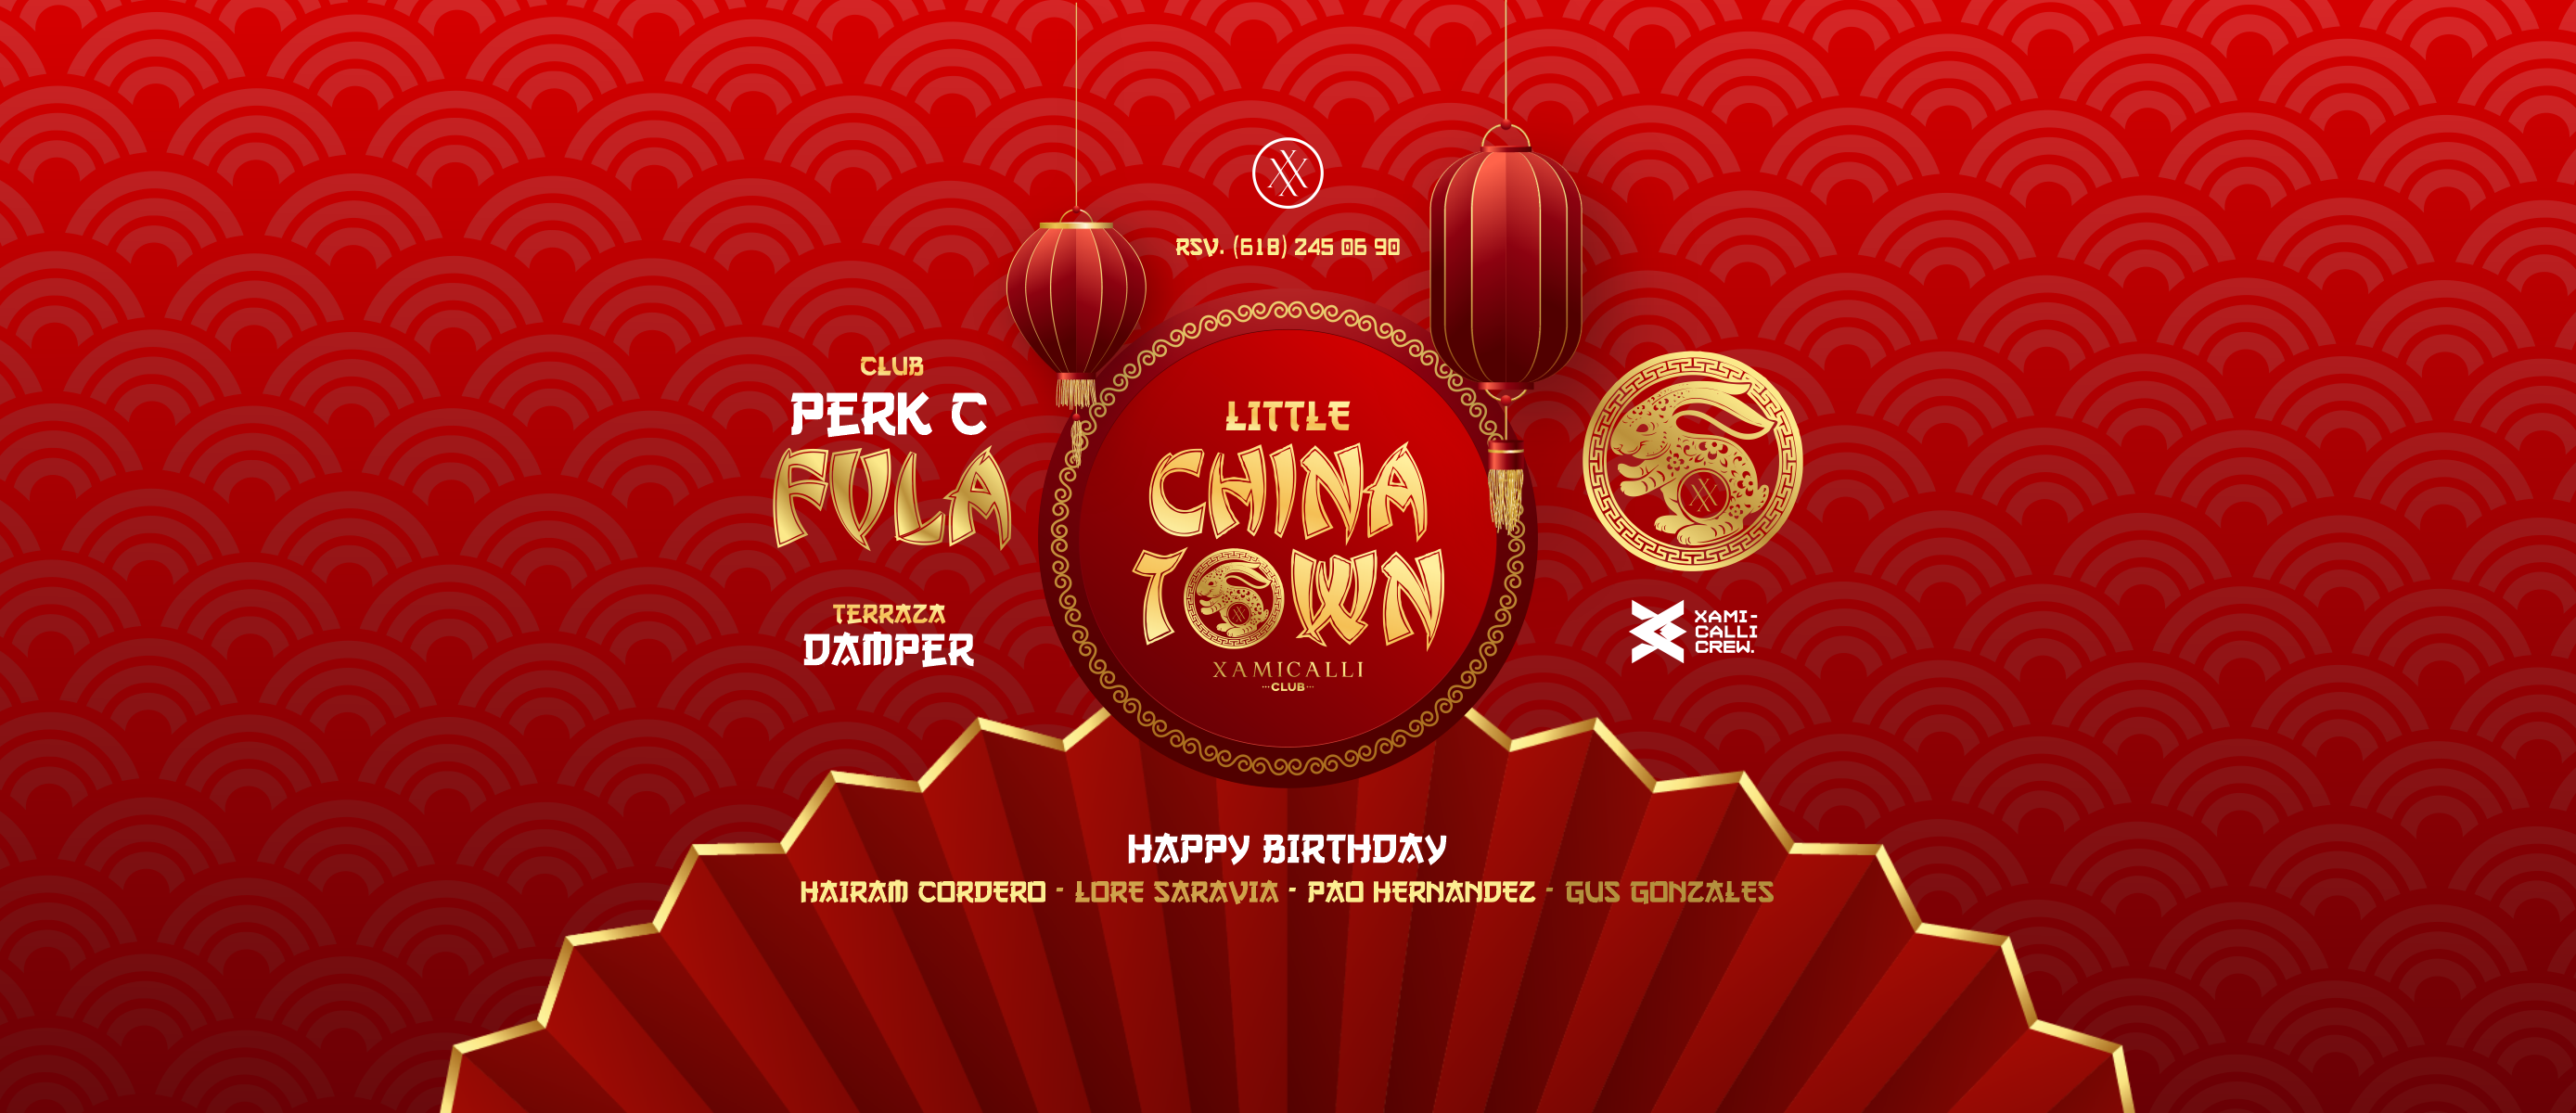 RSV. (618) 245 06 90
CLUB
PERK C
FULA
TERRAZA
DAMPER
LITTLE
CHINA
TOWN
XAMICALLI
CLUB
XAMI-
CALLI
CREW.
HAPPY BIRTHDAY
HAIRAM CORDERO - LORE SARAVIA - PAO HERNANDEZ - GUS GONZALES